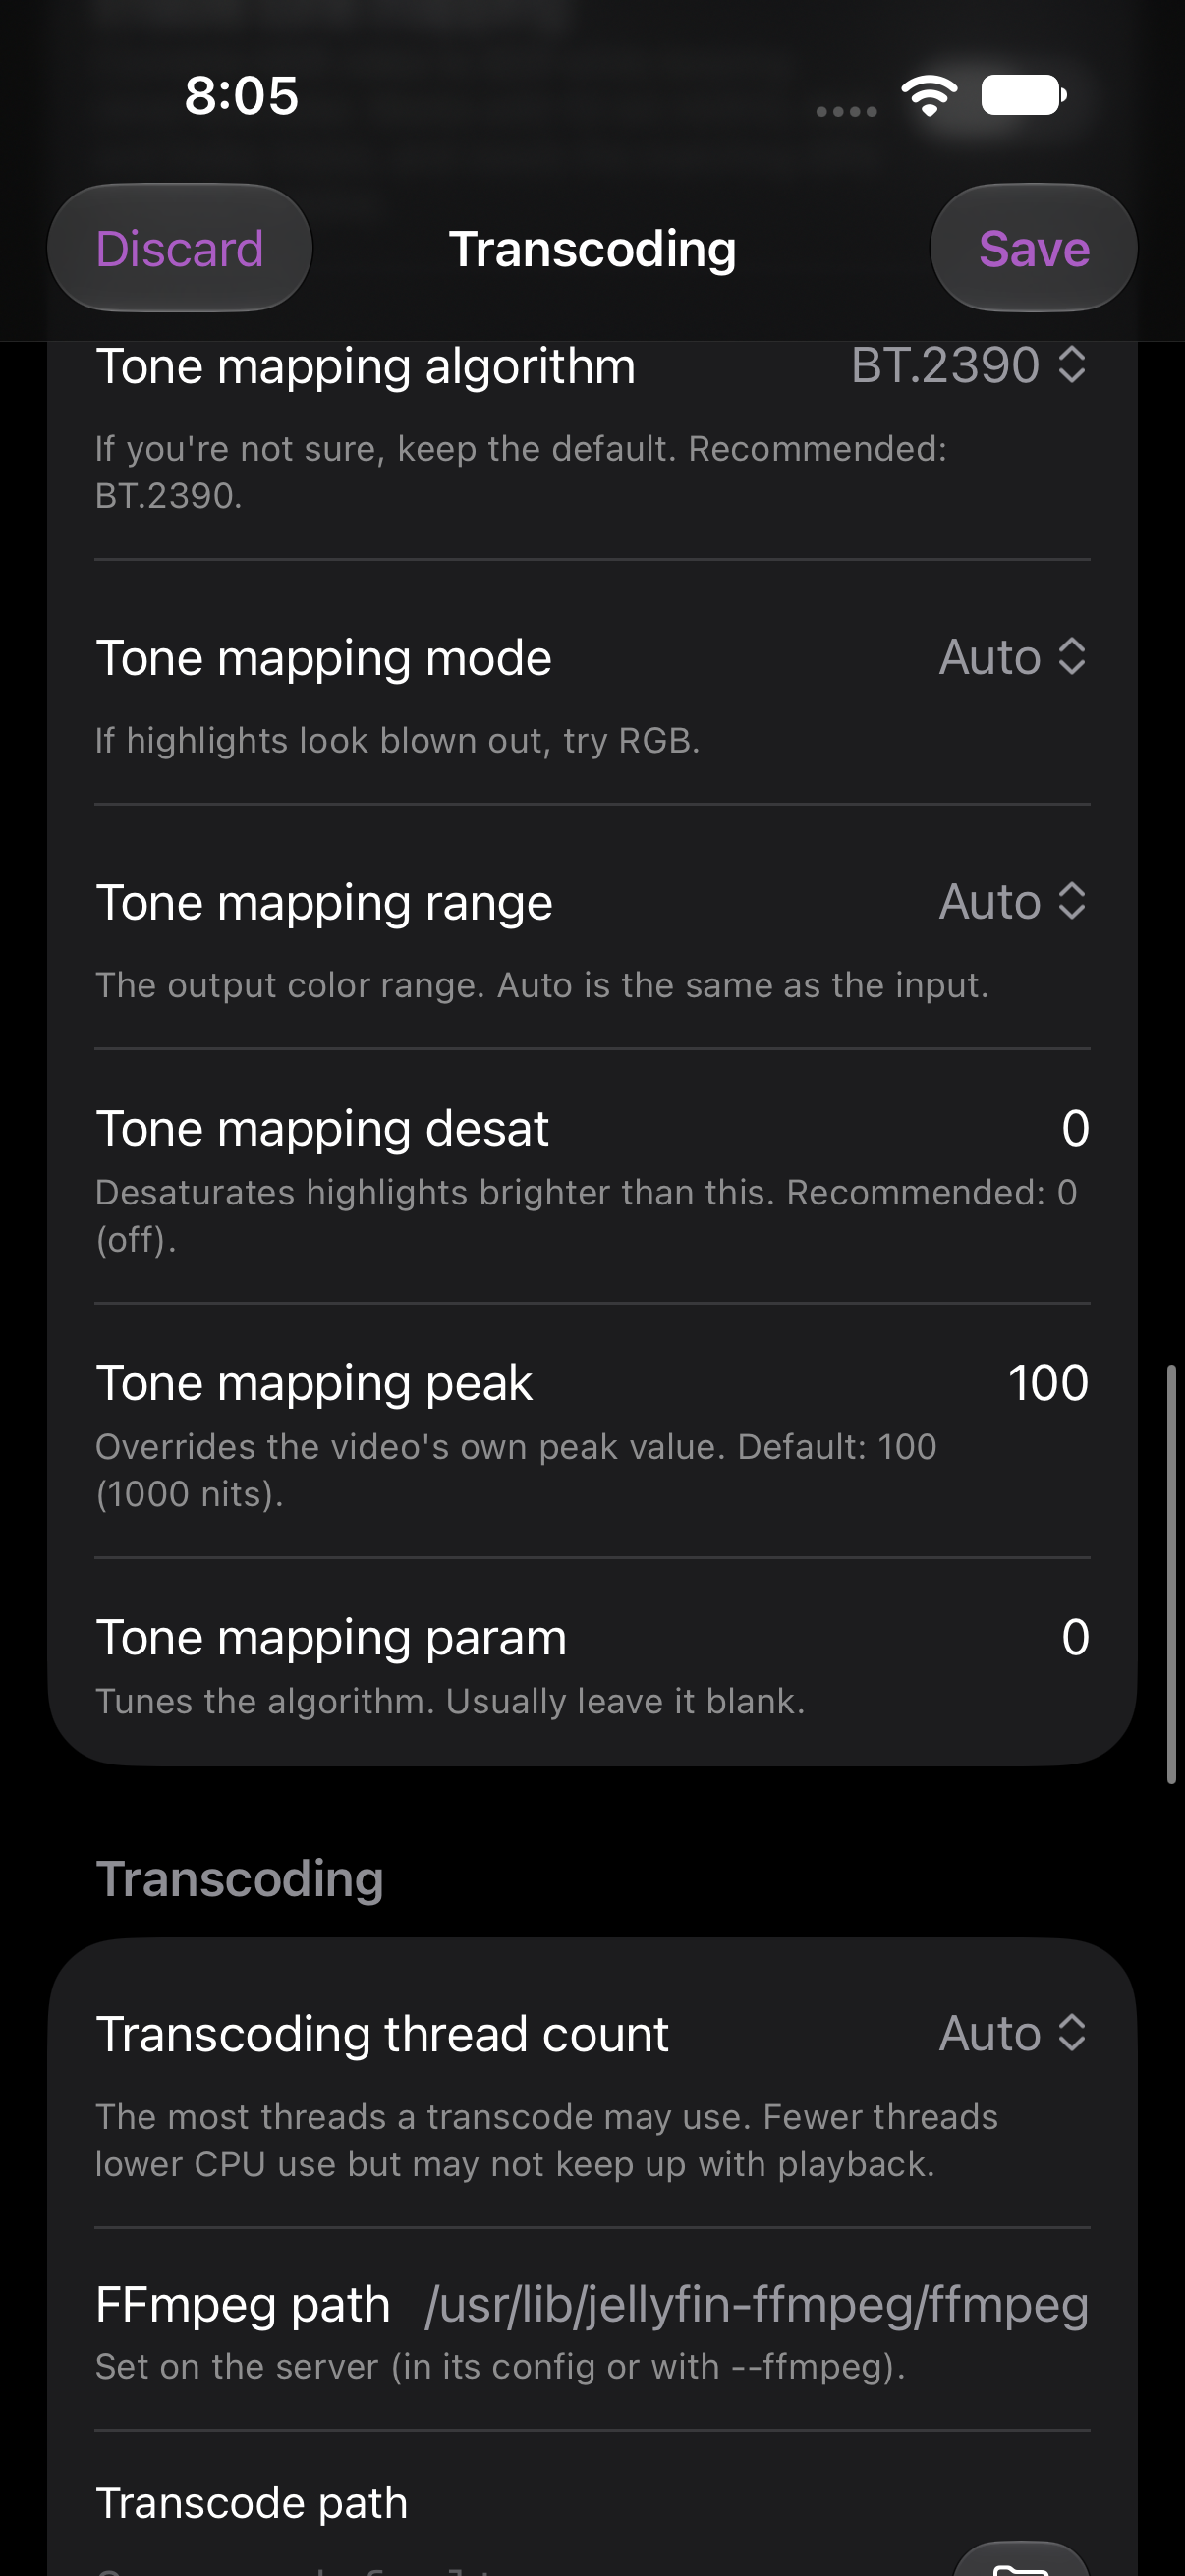 8:05
Discard
Transcoding
Save
Tone mapping algorithm
BT.2390
If you're not sure, keep the default. Recommended:
BT.2390.
Tone mapping mode
Auto
If highlights look blown out, try RGB.
Tone mapping range
Auto
The output color range. Auto is the same as the input.
Tone mapping desat
0
Desaturates highlights brighter than this. Recommended: 0
(off).
Tone mapping peak
100
Overrides the video's own peak value. Default: 100
(1000 nits).
Tone mapping param
0
Tunes the algorithm. Usually leave it blank.
Transcoding
Transcoding thread count
Auto
The most threads a transcode may use. Fewer threads
lower CPU use but may not keep up with playback.
FFmpeg path
/usr/lib/jellyfin-ffmpeg/ffmpeg
Set on the server (in its config or with --ffmpeg).
Transcode path